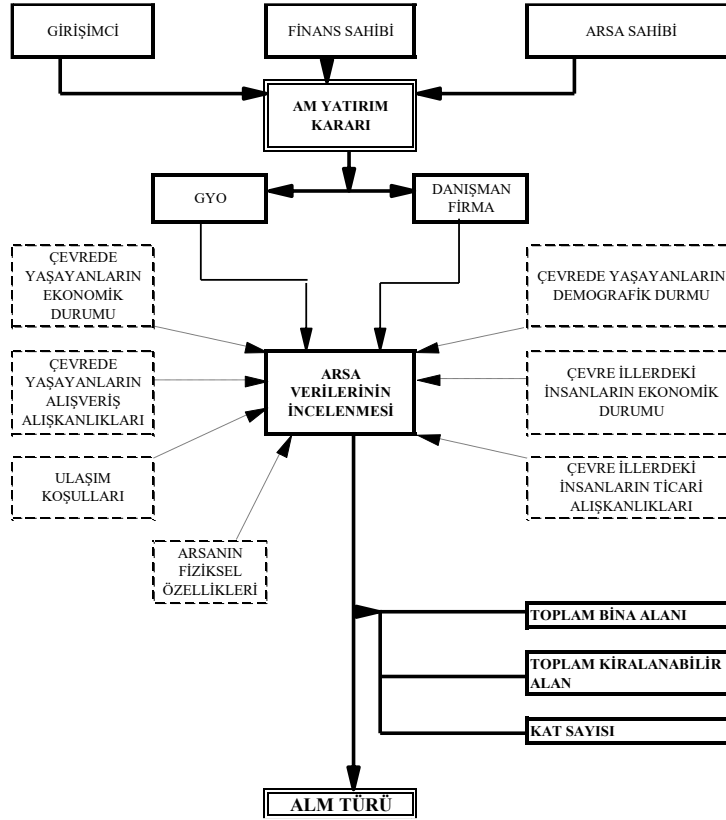 GİRİŞİMCİ
FİNANS SAHİBİ
ARSA SAHİBİ
AM YATIRIM
KARARI
GYO
DANIŞMAN
FİRMA
ÇEVREDE
YAŞAYANLARIN
EKONOMİK
DURUMU
ÇEVREDE YAŞAYANLARIN
DEMOGRAFİK DURMU
ÇEVREDE
YAŞAYANLARIN
ALIŞVERİŞ
ALIŞKANLIKLARI
ARSA
VERİLERİNİN
İNCELENMESİ
ÇEVRE İLLERDEKİ
İNSANLARIN EKONOMİK
DURUMU
ULAŞIM
KOŞULLARI
ÇEVRE İLLERDEKİ
İNSANLARIN TİCARİ
ALIŞKANLIKLARI
ARSANIN
FİZİKSEL
ÖZELLİKLERİ
TOPLAM BİNA ALANI
TOPLAM KİRALANABİLİR
ALAN
KAT SAYISI
ALM TÜRÜ